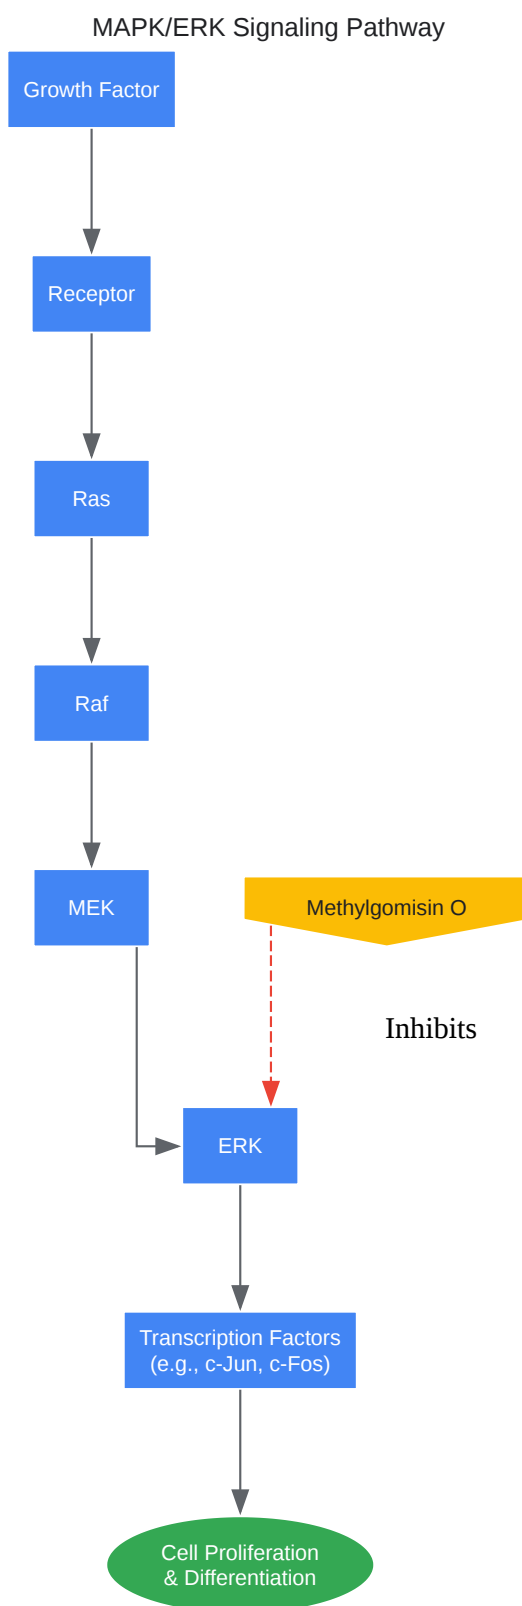 MAPK/ERK Signaling Pathway
Growth Factor
Receptor
Ras
Raf
MEK
Methylgomisin O
Inhibits
ERK
Transcription Factors
(e.g., c-Jun, c-Fos)
Cell Proliferation
& Differentiation